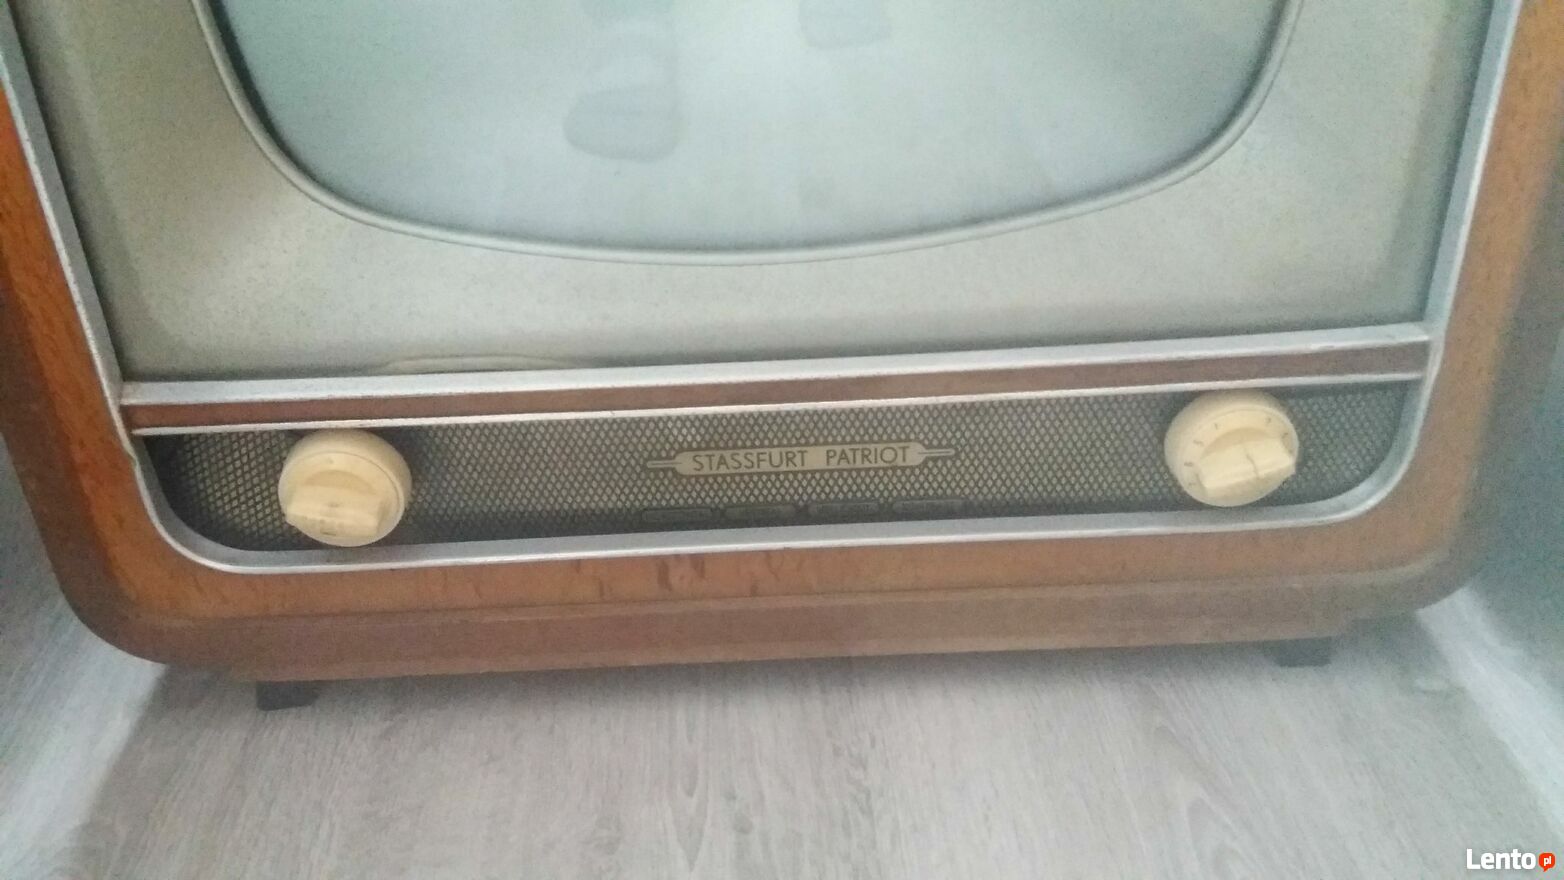 STASSFURT PATRIOT
Lento pl